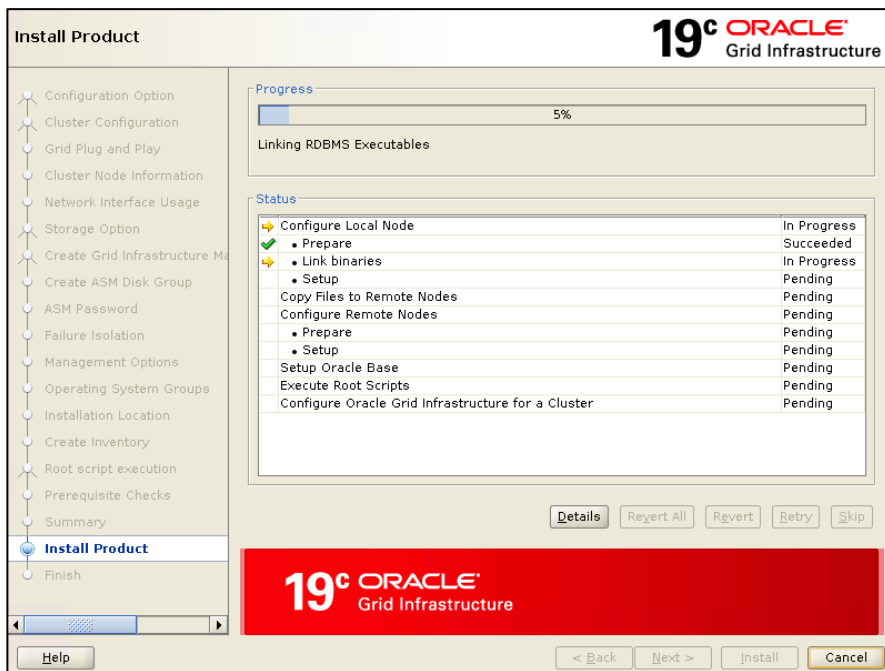 Install Product
19c ORACLE
Grid Infrastructure
Configuration Option
Cluster Configuration
Grid Plug and Play
Cluster Node Information
Network Interface Usage
Storage Option
Create Grid Infrastructure Ma
Create ASM Disk Group
ASM Password
Failure Isolation
Management Options
Operating System Groups
Installation Location
Create Inventory
Root script execution
Prerequisite Checks
Summary
Install Product
Finish
Progress
5%
Linking RDBMS Executables
Status
Configure Local Node In Progress
• Prepare Succeeded
• Link binaries In Progress
• Setup Pending
Copy Files to Remote Nodes Pending
Configure Remote Nodes Pending
• Prepare Pending
• Setup Pending
Setup Oracle Base Pending
Execute Root Scripts Pending
Configure Oracle Grid Infrastructure for a Cluster Pending
Details Revert All Revert Retry Skip
19c ORACLE
Grid Infrastructure
Help < Back Next > Install Cancel